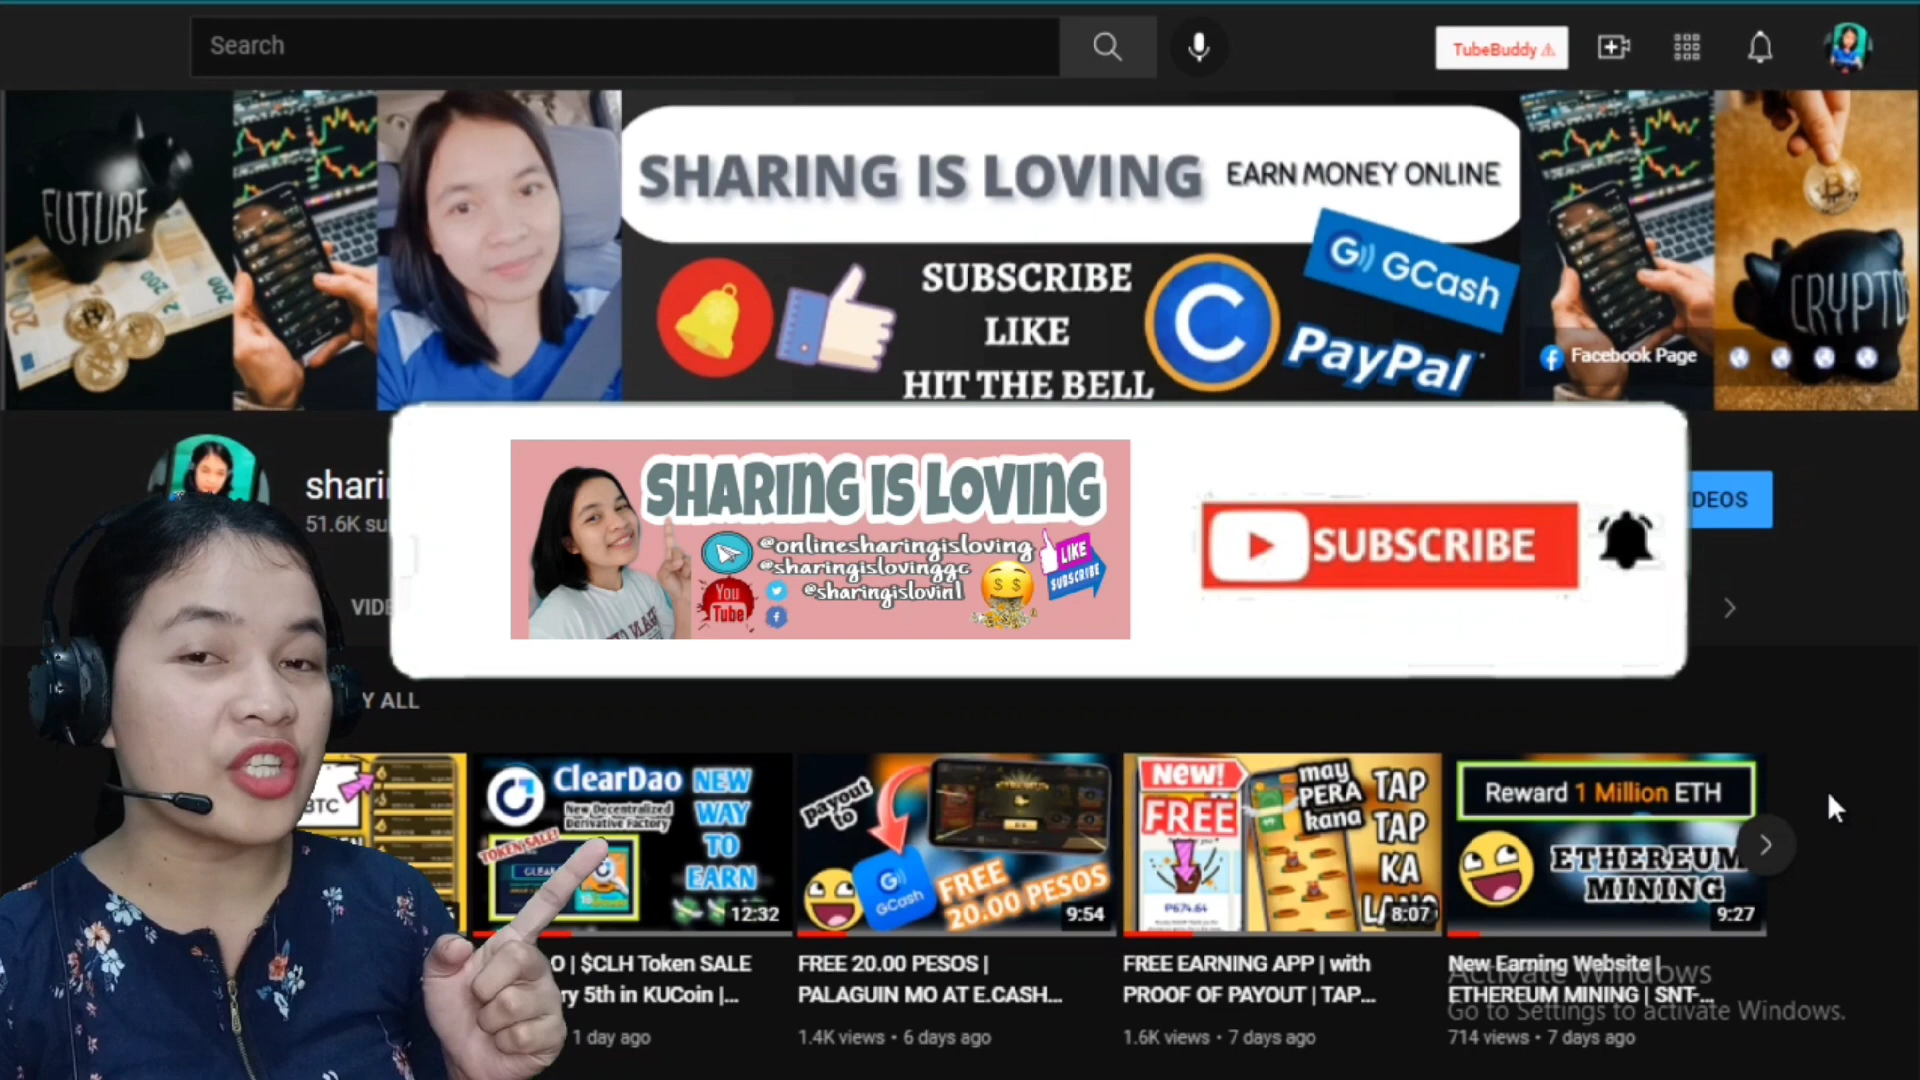 Search
TubeBuddy
FUTURE
SHARING IS LOVING EARN MONEY ONLINE
SUBSCRIBE
LIKE
HIT THE BELL
C
G GCash
PayPal
Facebook Page
CRYPTO
51.6K
SHARING IS LOVING
@onlinesharingisloving
@sharingislovinggc
@sharingislovin1
You
Tube
LIKE
SUBSCRIBE
SUBSCRIBE
Y ALL
BTC
ClearDao
New Decentralized
Derivative Factory
NEW
WAY
TO
EARN
TOKEN SALE!
12:32
payout
to
G
GCash
FREE
20.00 PESOS
9:54
New!
FREE
₱674.64
may
PERA
kana
TAP
TAP
KA
8:07
Reward 1 Million ETH
ETHEREUM
MINING
9:27
O | $CLH Token SALE
ry 5th in KUCoin |...
1 day ago
FREE 20.00 PESOS |
PALAGUIN MO AT E.CASH...
1.4K views • 6 days ago
FREE EARNING APP | with
PROOF OF PAYOUT | TAP...
1.6K views • 7 days ago
New Earning Website |
ETHEREUM MINING | SNT-...
714 views • 7 days ago
Activate Windows
Go to Settings to activate Windows.